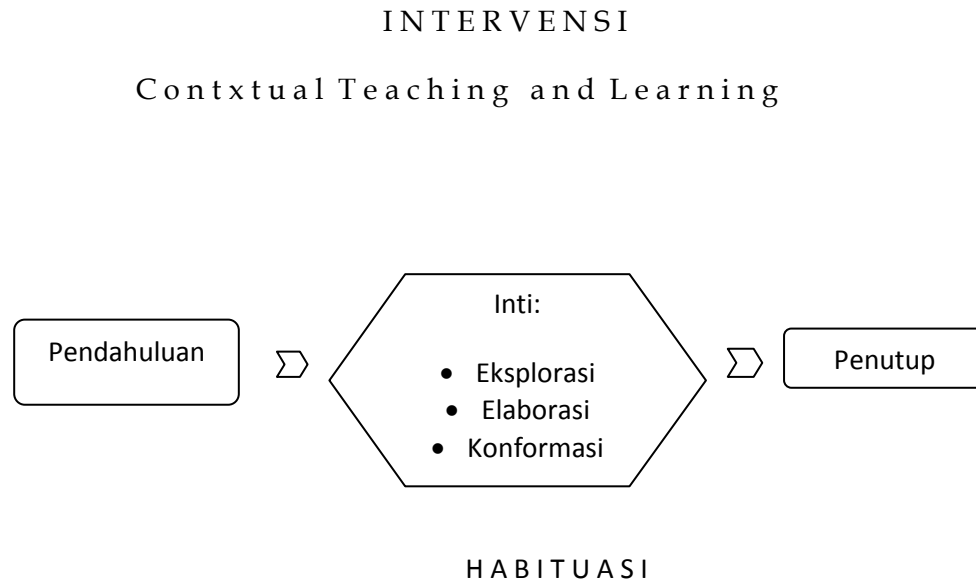 INTERVENSI
Contxtual Teaching and Learning
Inti:
Pendahuluan
• Eksplorasi
• Elaborasi
• Konformasi
Penutup
HABITUASI